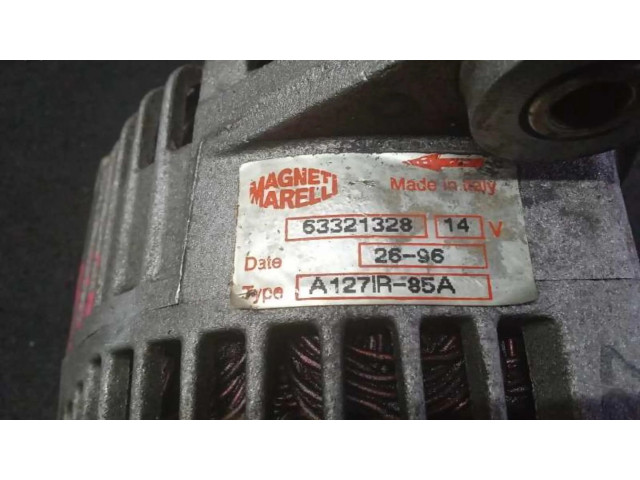 MAGNETI
MARELLI
Made in Italy
63321328 14 V
Date 26-96
Type A127IR-85A